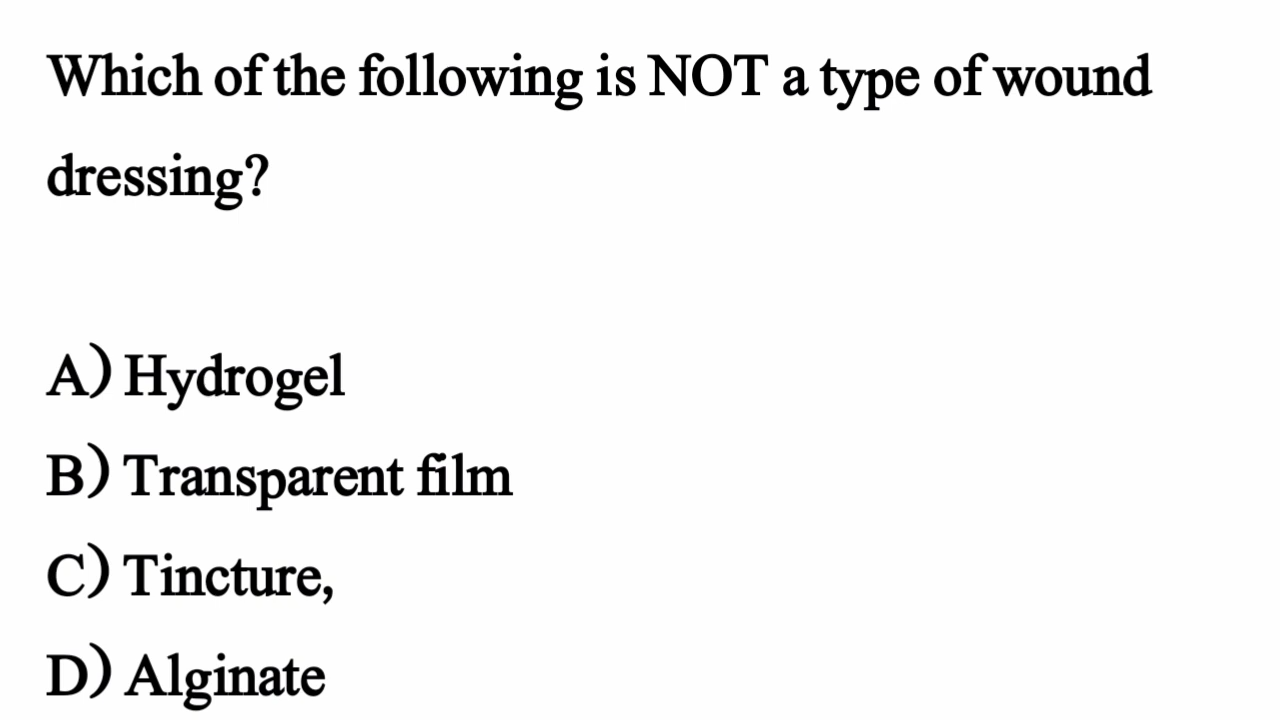 Which of the following is NOT a type of wound
dressing?
A) Hydrogel
B) Transparent film
C) Tincture,
D) Alginate